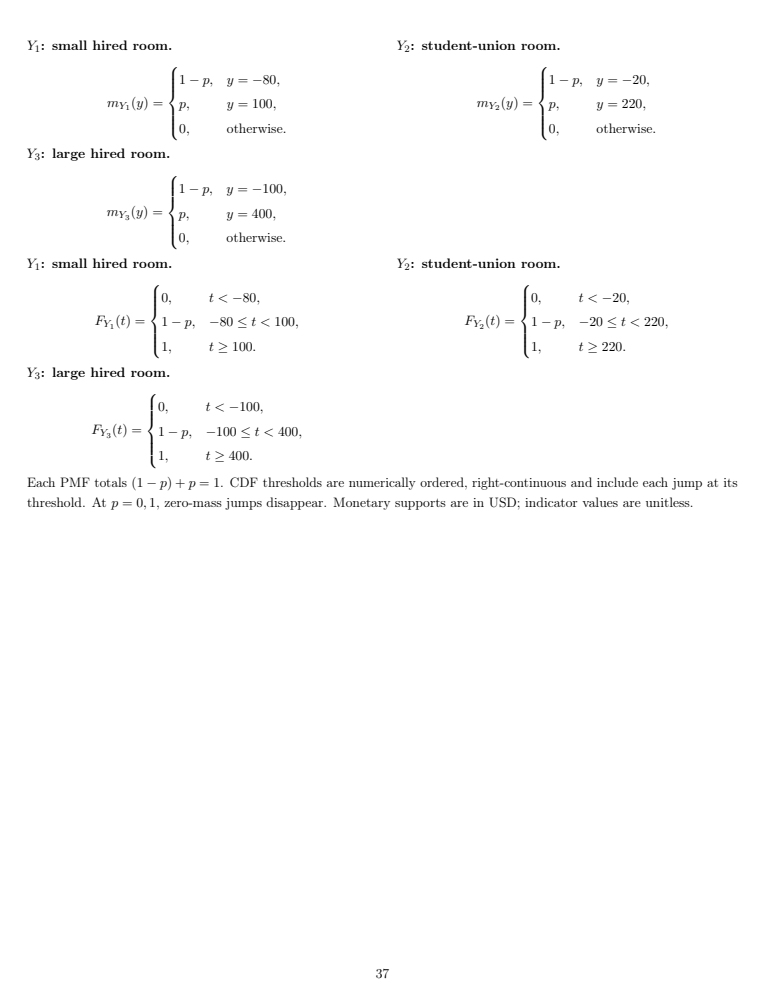 Y₁: small hired room.
m_{Y₁}(y) = { 1 − p, y = −80,
p, y = 100,
0, otherwise.
Y₂: student-union room.
m_{Y₂}(y) = { 1 − p, y = −20,
p, y = 220,
0, otherwise.
Y₃: large hired room.
m_{Y₃}(y) = { 1 − p, y = −100,
p, y = 400,
0, otherwise.
Y₁: small hired room.
F_{Y₁}(t) = { 0, t < −80,
1 − p, −80 ≤ t < 100,
1, t ≥ 100.
Y₂: student-union room.
F_{Y₂}(t) = { 0, t < −20,
1 − p, −20 ≤ t < 220,
1, t ≥ 220.
Y₃: large hired room.
F_{Y₃}(t) = { 0, t < −100,
1 − p, −100 ≤ t < 400,
1, t ≥ 400.
Each PMF totals (1 − p) + p = 1. CDF thresholds are numerically ordered, right-continuous and include each jump at its
threshold. At p = 0, 1, zero-mass jumps disappear. Monetary supports are in USD; indicator values are unitless.
37